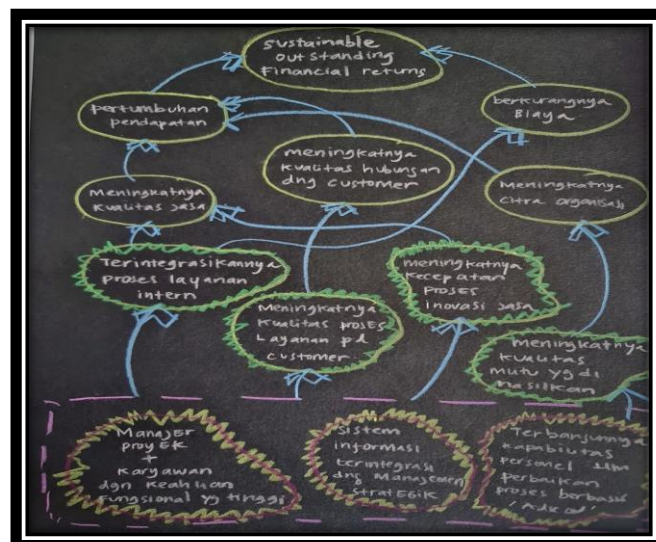 Sustainable
outstanding
Financial returns
pertumbuhan
pendapatan
berkurangnya
Biaya
meningkatnya
kualitas hubungan
dng customer
Meningkatnya
kualitas jasa
Meningkatnya
citra organisasi
Terintegrasikannya
proses layanan
intern
meningkatnya
kecepatan
proses
inovasi jasa
Meningkatnya
kualitas proses
Layanan pd
customer
meningkatnya
kualitas
mutu yg di
hasilkan
Manajer
proyek
+
karyawan
dgn keahlian
fungsional yg tinggi
Sistem
informasi
terintegrasi
dng Manajemen
stratEGik
Terbangunnya
kapabilitas
personel
perbaikan
proses berbasis